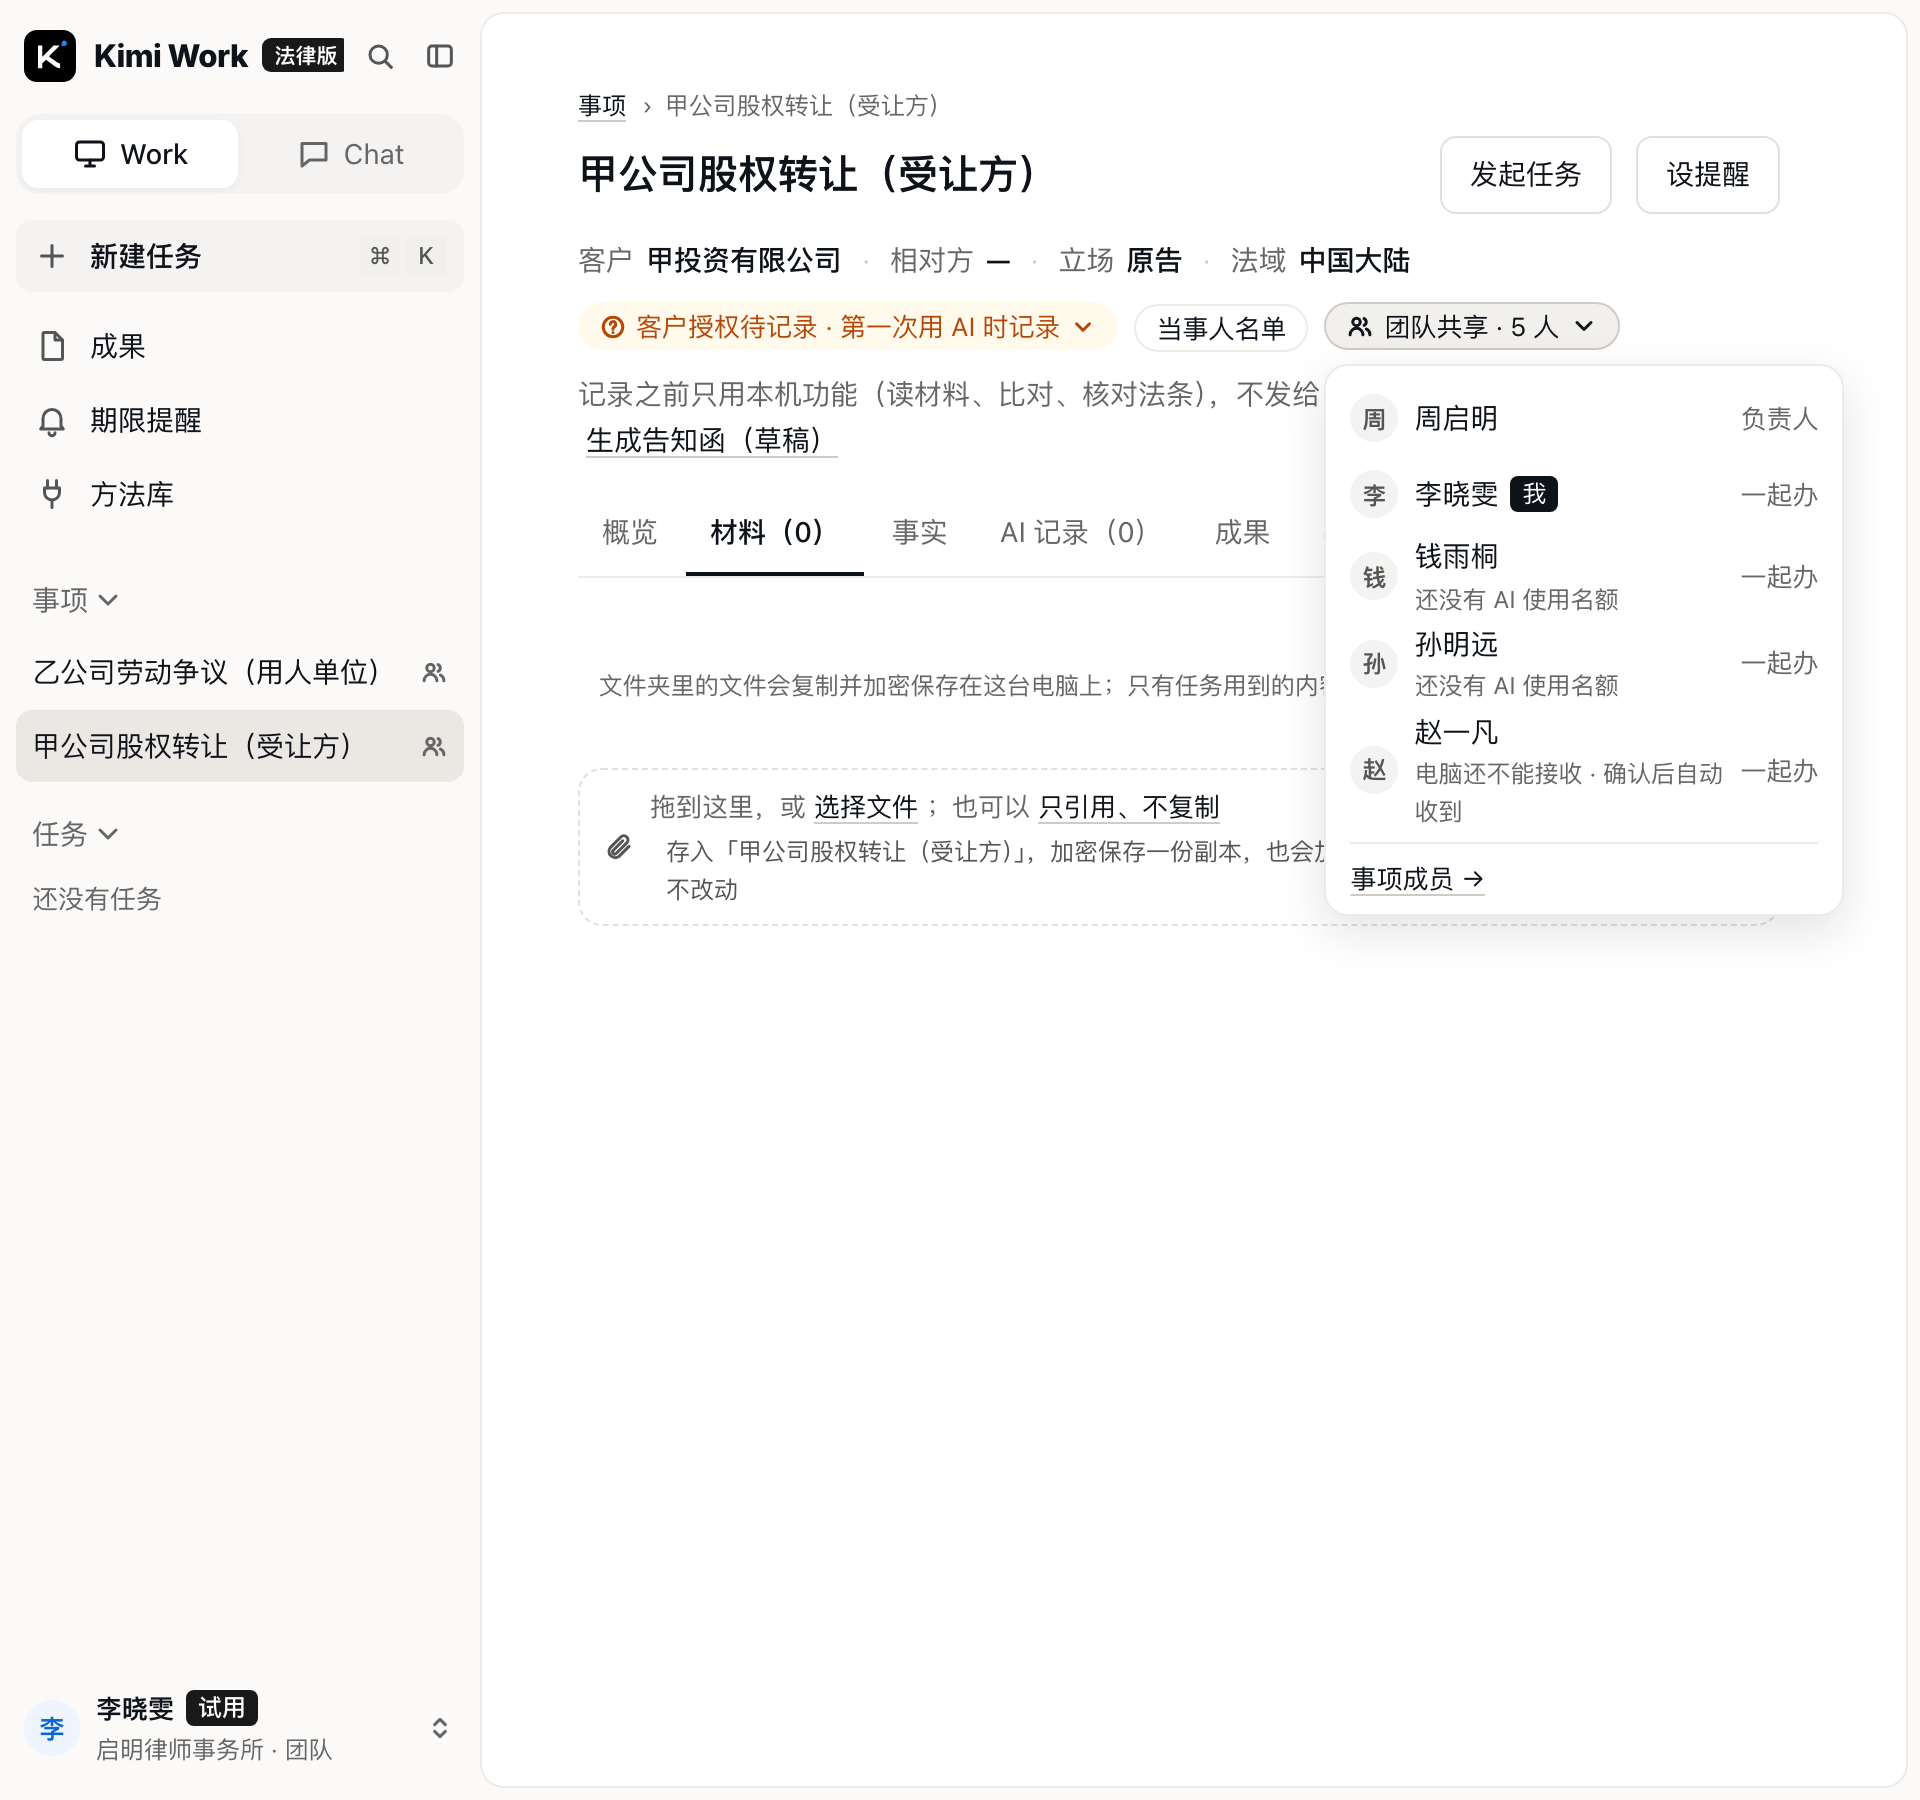 Kimi Work 法律版
Work
Chat
新建任务 ⌘ K
成果
期限提醒
方法库
事项
乙公司劳动争议（用人单位）
甲公司股权转让（受让方）
任务
还没有任务
李 李晓雯 试用
启明律师事务所 · 团队
事项 › 甲公司股权转让（受让方）
甲公司股权转让（受让方）
发起任务
设提醒
客户 甲投资有限公司 · 相对方 — · 立场 原告 · 法域 中国大陆
客户授权待记录 · 第一次用 AI 时记录
当事人名单
团队共享 · 5 人
记录之前只用本机功能（读材料、比对、核对法条），不发给
生成告知函（草稿）
概览
材料（0）
事实
AI 记录（0）
成果
文件夹里的文件会复制并加密保存在这台电脑上；只有任务用到的内
拖到这里，或 选择文件 ；也可以 只引用、不复制
存入「甲公司股权转让（受让方）」，加密保存一份副本，也会
不改动
周 周启明 负责人
李 李晓雯 我 一起办
钱 钱雨桐 一起办
还没有 AI 使用名额
孙 孙明远 一起办
还没有 AI 使用名额
赵 赵一凡 一起办
电脑还不能接收 · 确认后自动
收到
事项成员 →